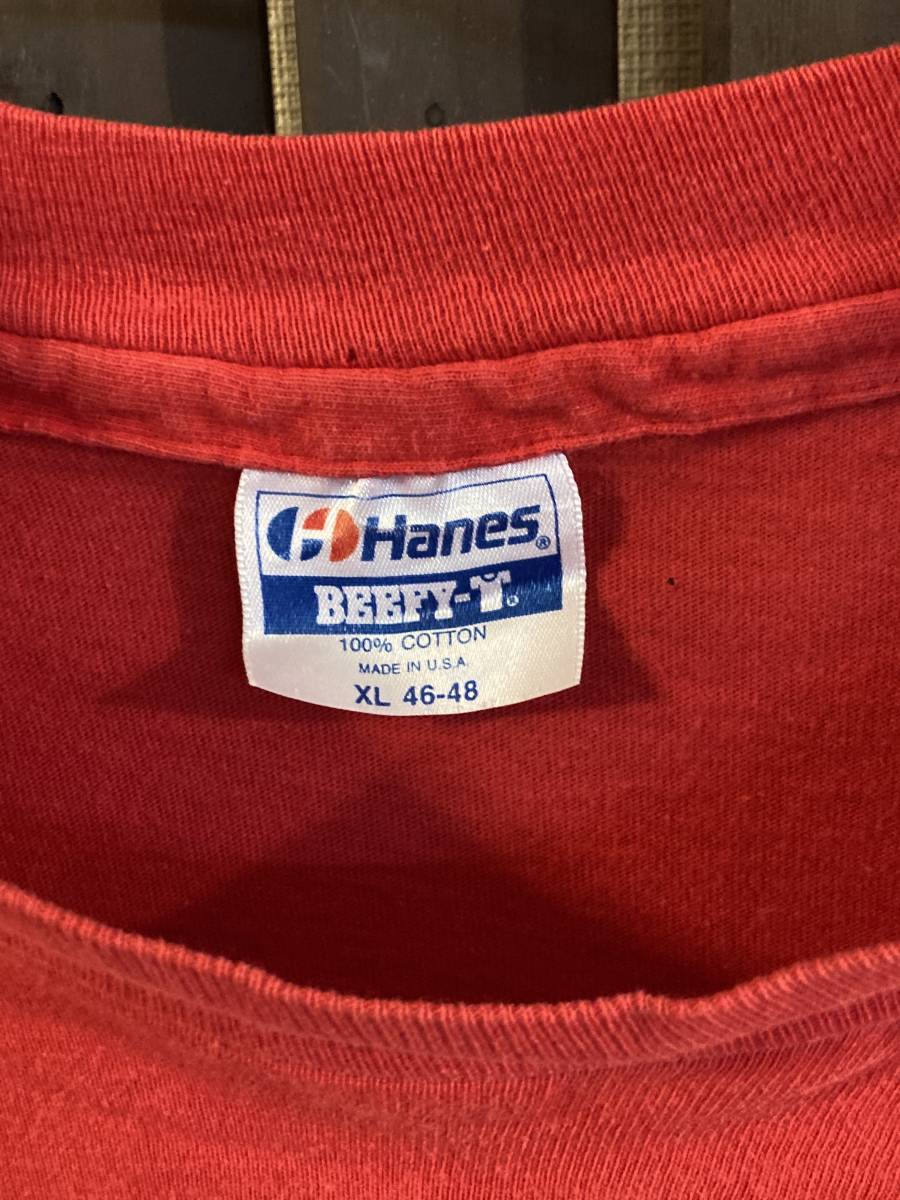 Hanes®
BEEFY-T®
100% COTTON
MADE IN U.S.A.
XL 46-48